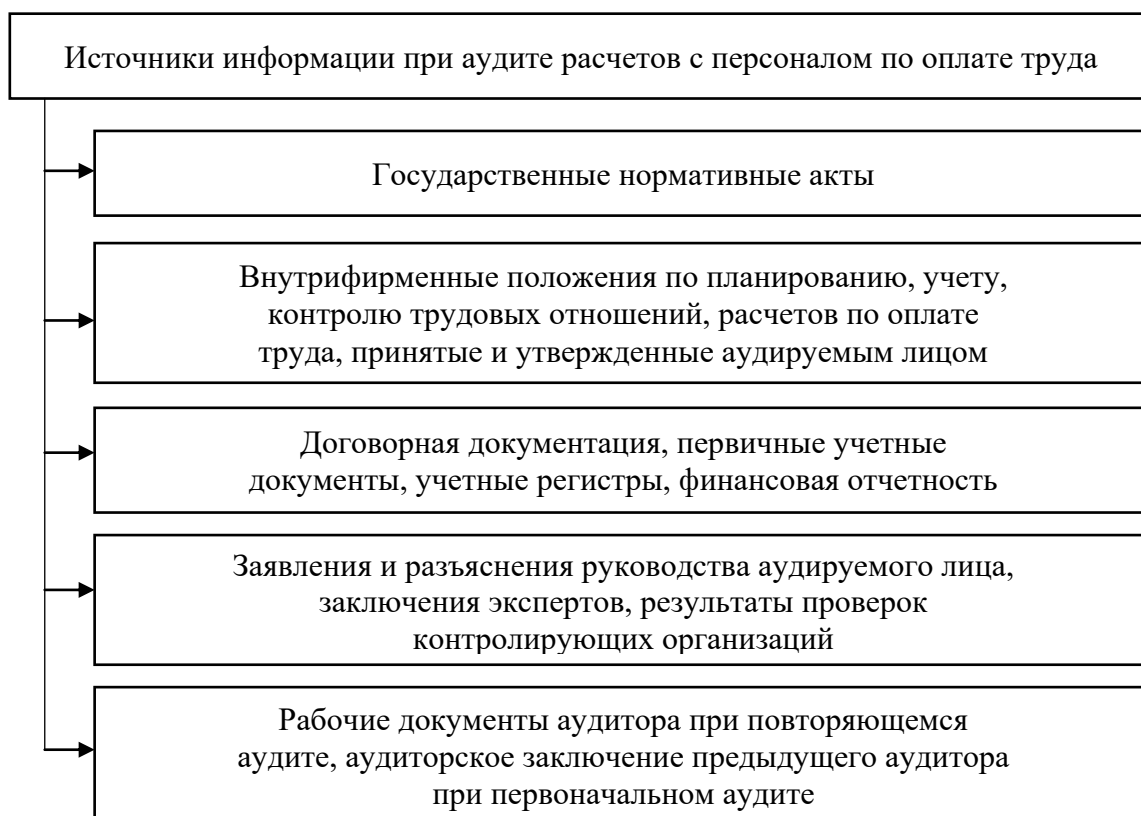 Источники информации при аудите расчетов с персоналом по оплате труда
Государственные нормативные акты
Внутрифирменные положения по планированию, учету,
контролю трудовых отношений, расчетов по оплате
труда, принятые и утвержденные аудируемым лицом
Договорная документация, первичные учетные
документы, учетные регистры, финансовая отчетность
Заявления и разъяснения руководства аудируемого лица,
заключения экспертов, результаты проверок
контролирующих организаций
Рабочие документы аудитора при повторяющемся
аудите, аудиторское заключение предыдущего аудитора
при первоначальном аудите